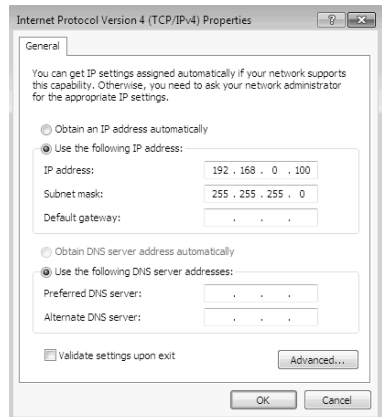 Internet Protocol Version 4 (TCP/IPv4) Properties
General
You can get IP settings assigned automatically if your network supports
this capability. Otherwise, you need to ask your network administrator
for the appropriate IP settings.
Obtain an IP address automatically
Use the following IP address:
IP address: 192 . 168 . 0 . 100
Subnet mask: 255 . 255 . 255 . 0
Default gateway: . . .
Obtain DNS server address automatically
Use the following DNS server addresses:
Preferred DNS server: . . .
Alternate DNS server: . . .
Validate settings upon exit
Advanced...
OK Cancel